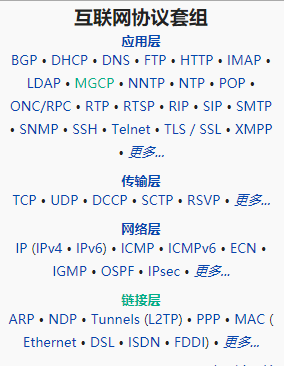 互联网协议套组
应用层
BGP • DHCP • DNS • FTP • HTTP • IMAP •
LDAP • MGCP • NNTP • NTP • POP •
ONC/RPC • RTP • RTSP • RIP • SIP • SMTP
• SNMP • SSH • Telnet • TLS / SSL • XMPP
• 更多...
传输层
TCP • UDP • DCCP • SCTP • RSVP • 更多...
网络层
IP (IPv4 • IPv6) • ICMP • ICMPv6 • ECN •
IGMP • OSPF • IPsec • 更多...
链接层
ARP • NDP • Tunnels (L2TP) • PPP • MAC (
Ethernet • DSL • ISDN • FDDI) • 更多...